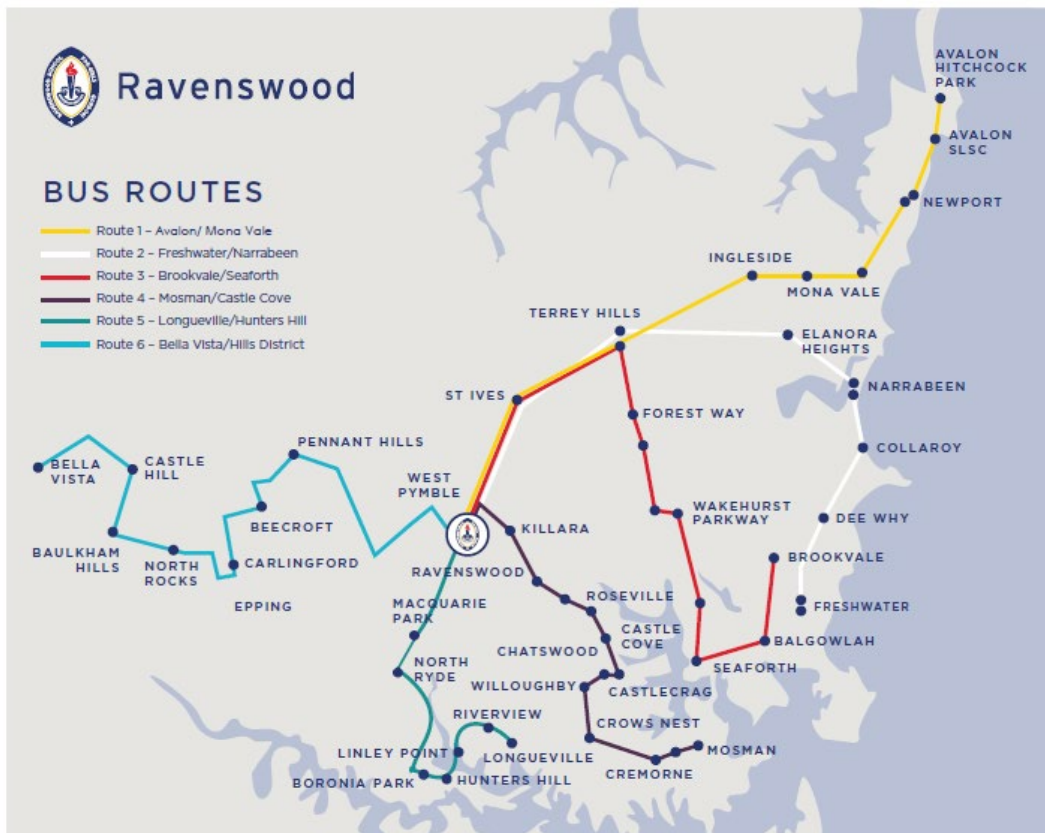 Ravenswood
BUS ROUTES
Route 1 – Avalon/ Mona Vale
Route 2 – Freshwater/Narrabeen
Route 3 – Brookvale/Seaforth
Route 4 – Mosman/Castle Cove
Route 5 – Longueville/Hunters Hill
Route 6 – Bella Vista/Hills District
AVALON
HITCHCOCK
PARK
AVALON
SLSC
NEWPORT
INGLESIDE
MONA VALE
TERREY HILLS
ELANORA
HEIGHTS
NARRABEEN
ST IVES
FOREST WAY
COLLAROY
PENNANT HILLS
BELLA
VISTA
CASTLE
HILL
WEST
PYMBLE
WAKEHURST
PARKWAY
DEE WHY
BEECROFT
KILLARA
BAULKHAM
HILLS
NORTH
ROCKS
CARLINGFORD
RAVENSWOOD
BROOKVALE
EPPING
MACQUARIE
PARK
ROSEVILLE
FRESHWATER
CASTLE
COVE
CHATSWOOD
BALGOWLAH
NORTH
RYDE
SEAFORTH
WILLOUGHBY
CASTLECRAG
RIVERVIEW
CROWS NEST
LINLEY POINT
LONGUEVILLE
MOSMAN
CREMORNE
BORONIA PARK
HUNTERS HILL